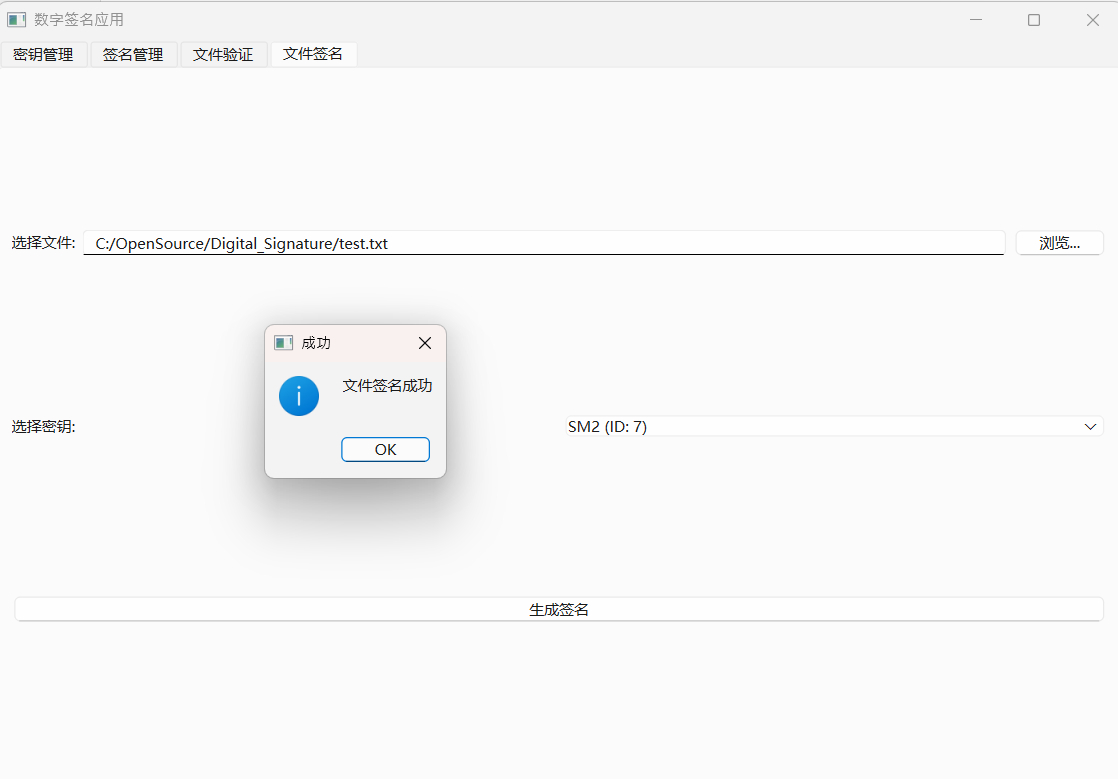 数字签名应用
密钥管理 签名管理 文件验证 文件签名
选择文件: C:/OpenSource/Digital_Signature/test.txt 浏览...
成功
文件签名成功
选择密钥: SM2 (ID: 7)
OK
生成签名